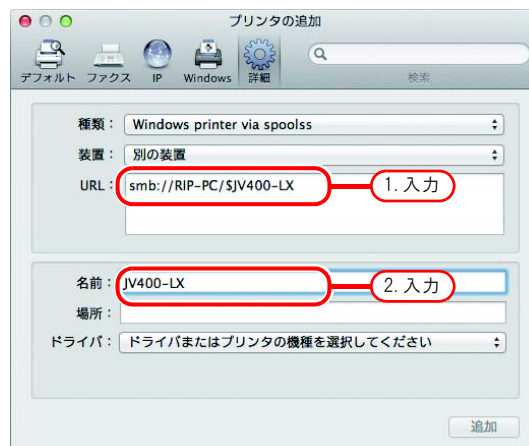 プリンタの追加
デフォルト ファクス IP Windows 詳細 検索
種類： Windows printer via spoolss
装置： 別の装置
URL： smb://RIP-PC/$JV400-LX 1. 入力
名前： JV400-LX 2. 入力
場所：
ドライバ： ドライバまたはプリンタの機種を選択してください
追加